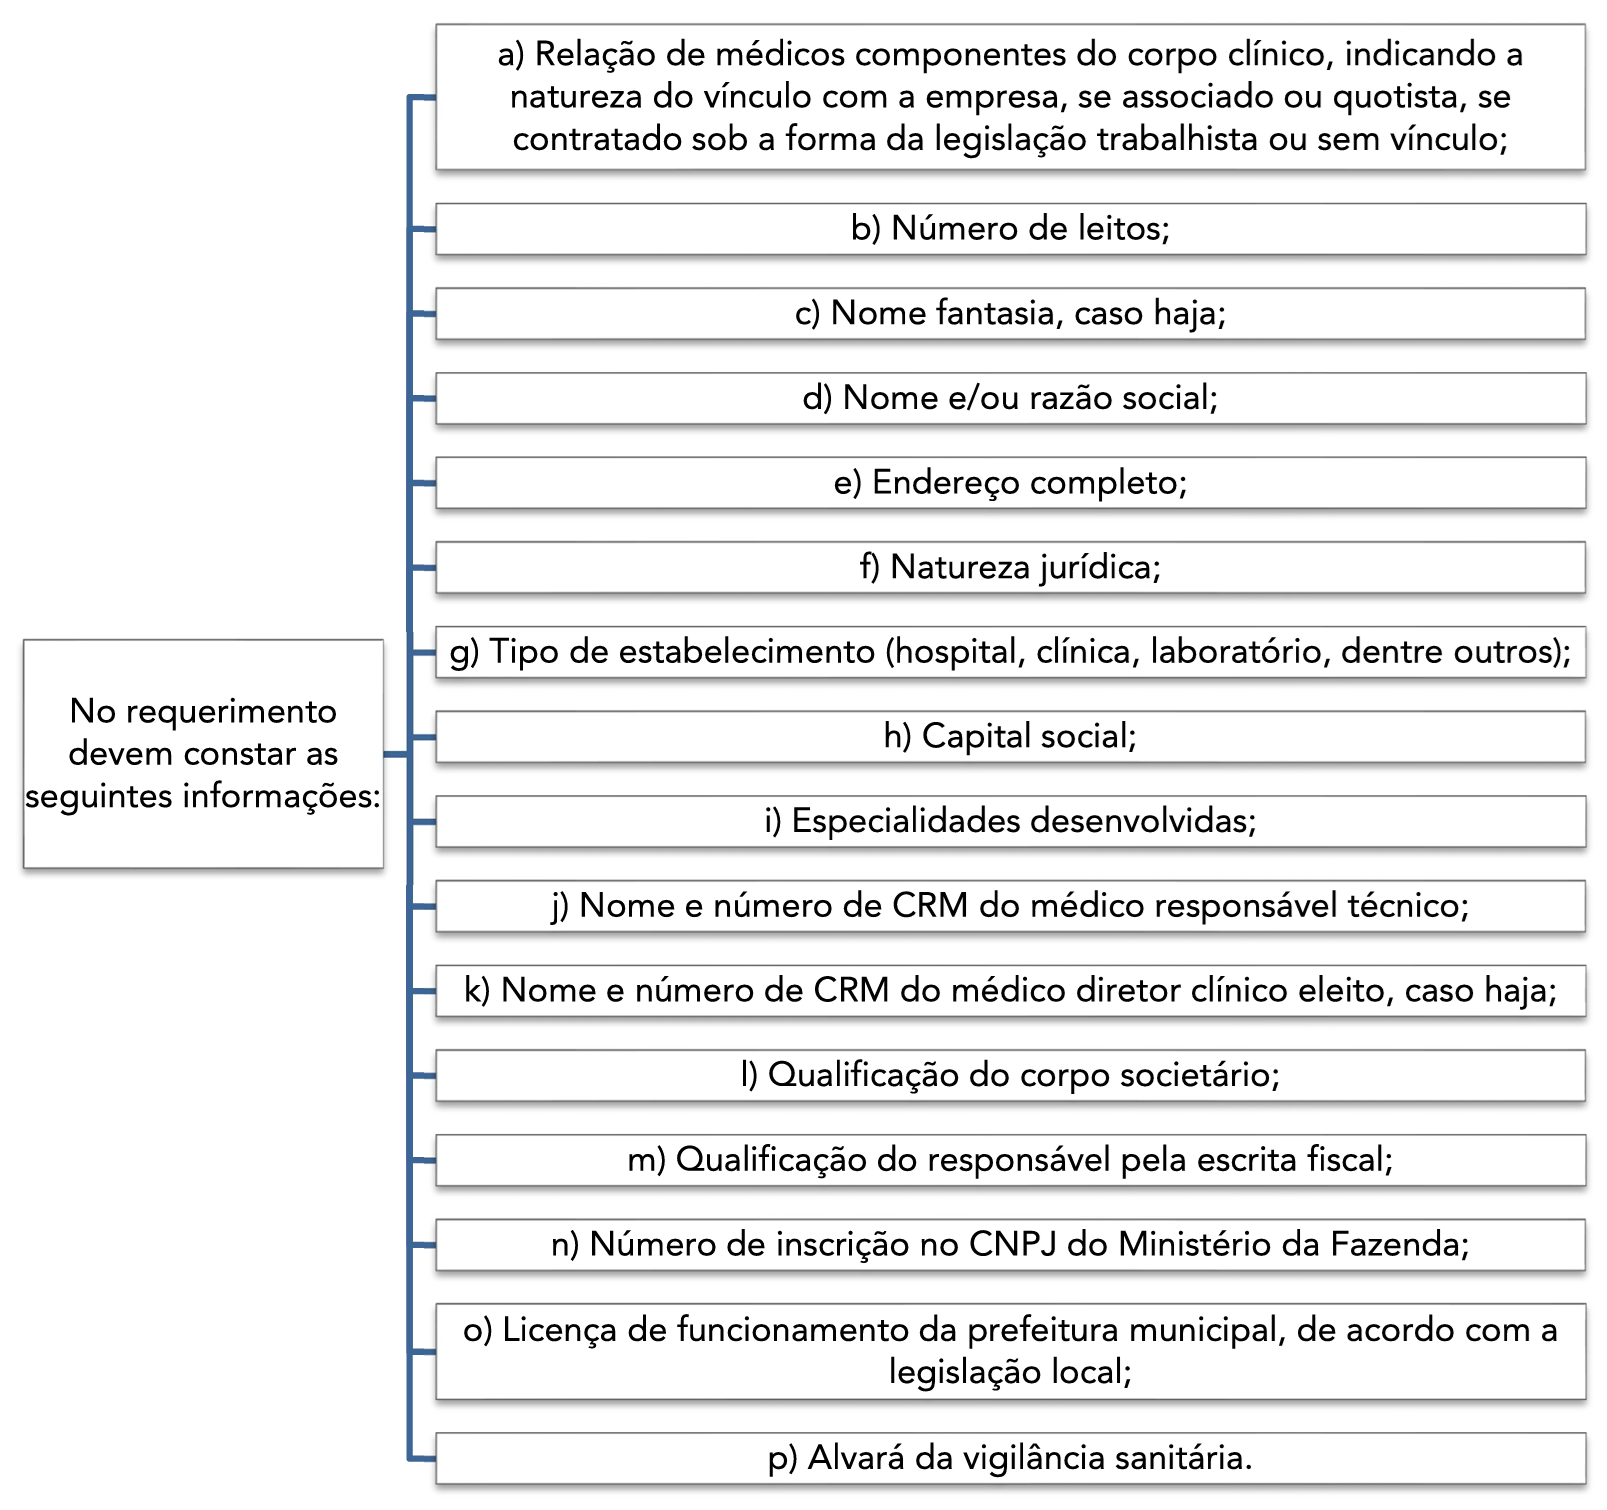 No requerimento
devem constar as
seguintes informações:
a) Relação de médicos componentes do corpo clínico, indicando a
natureza do vínculo com a empresa, se associado ou quotista, se
contratado sob a forma da legislação trabalhista ou sem vínculo;
b) Número de leitos;
c) Nome fantasia, caso haja;
d) Nome e/ou razão social;
e) Endereço completo;
f) Natureza jurídica;
g) Tipo de estabelecimento (hospital, clínica, laboratório, dentre outros);
h) Capital social;
i) Especialidades desenvolvidas;
j) Nome e número de CRM do médico responsável técnico;
k) Nome e número de CRM do médico diretor clínico eleito, caso haja;
l) Qualificação do corpo societário;
m) Qualificação do responsável pela escrita fiscal;
n) Número de inscrição no CNPJ do Ministério da Fazenda;
o) Licença de funcionamento da prefeitura municipal, de acordo com a
legislação local;
p) Alvará da vigilância sanitária.